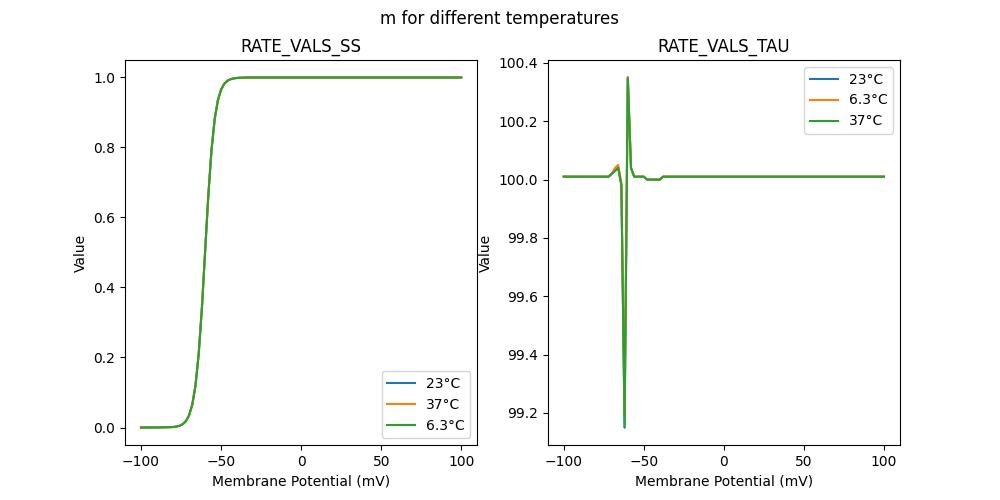 m for different temperatures
RATE_VALS_SS
1.0
0.8
0.6
0.4
0.2
0.0
Value
−100
−50
0
50
100
Membrane Potential (mV)
23°C
37°C
6.3°C
RATE_VALS_TAU
100.4
100.2
100.0
99.8
99.6
99.4
99.2
Value
−100
−50
0
50
100
Membrane Potential (mV)
23°C
6.3°C
37°C